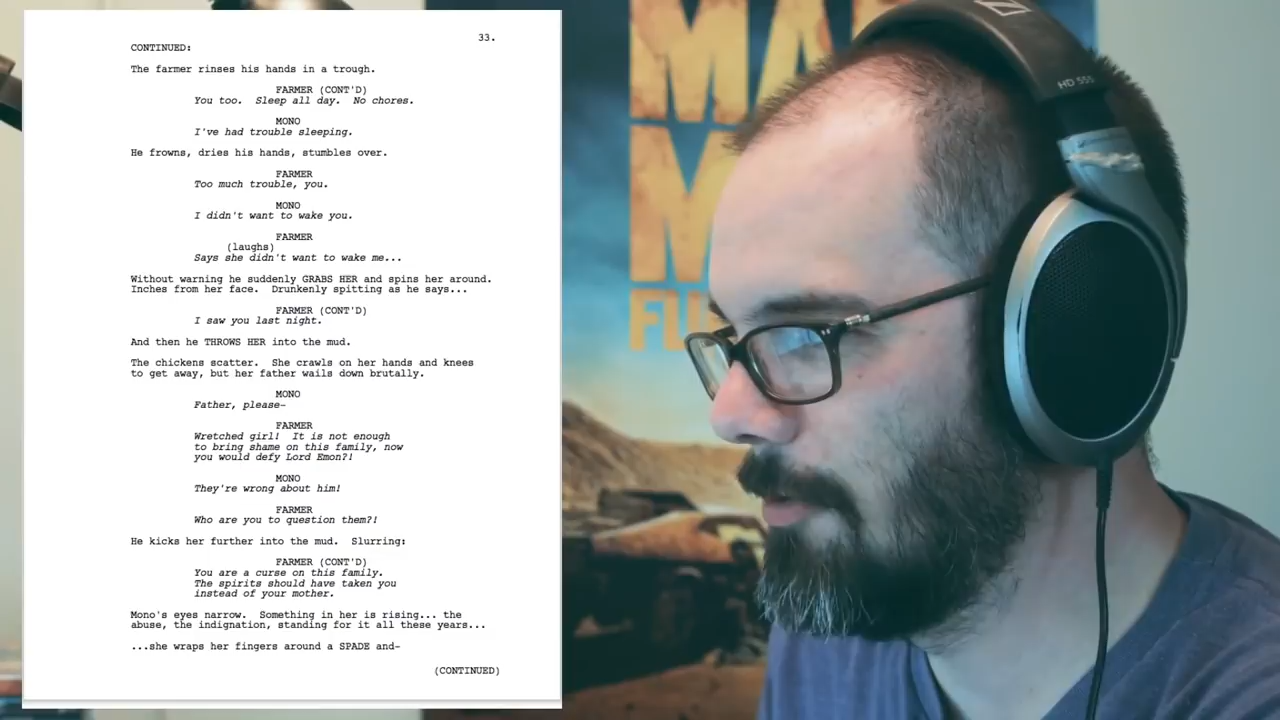 33.
CONTINUED:
The farmer rinses his hands in a trough.
FARMER (CONT'D)
You too.  Sleep all day.  No chores.
MONO
I've had trouble sleeping.
He frowns, dries his hands, stumbles over.
FARMER
Too much trouble, you.
MONO
I didn't want to wake you.
FARMER
(laughs)
Says she didn't want to wake me...
Without warning he suddenly GRABS HER and spins her around.
Inches from her face.  Drunkenly spitting as he says...
FARMER (CONT'D)
I saw you last night.
And then he THROWS HER into the mud.
The chickens scatter.  She crawls on her hands and knees
to get away, but her father wails down brutally.
MONO
Father, please-
FARMER
Wretched girl!  It is not enough
to bring shame on this family, now
you would defy Lord Emon?!
MONO
They're wrong about him!
FARMER
Who are you to question them?!
He kicks her further into the mud.  Slurring:
FARMER (CONT'D)
You are a curse on this family.
The spirits should have taken you
instead of your mother.
Mono's eyes narrow.  Something in her is rising... the
abuse, the indignation, standing for it all these years...
...she wraps her fingers around a SPADE and-
(CONTINUED)
HD 555